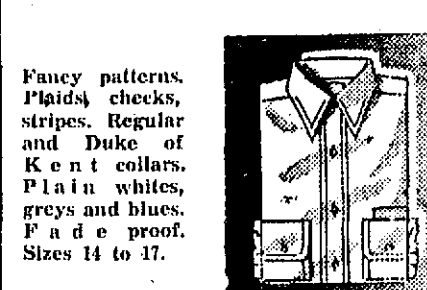 Fancy patterns.
Plaids, checks,
stripes. Regular
and Duke of
Kent collars.
Plain whites,
greys and blues.
Fade proof.
Sizes 14 to 17.